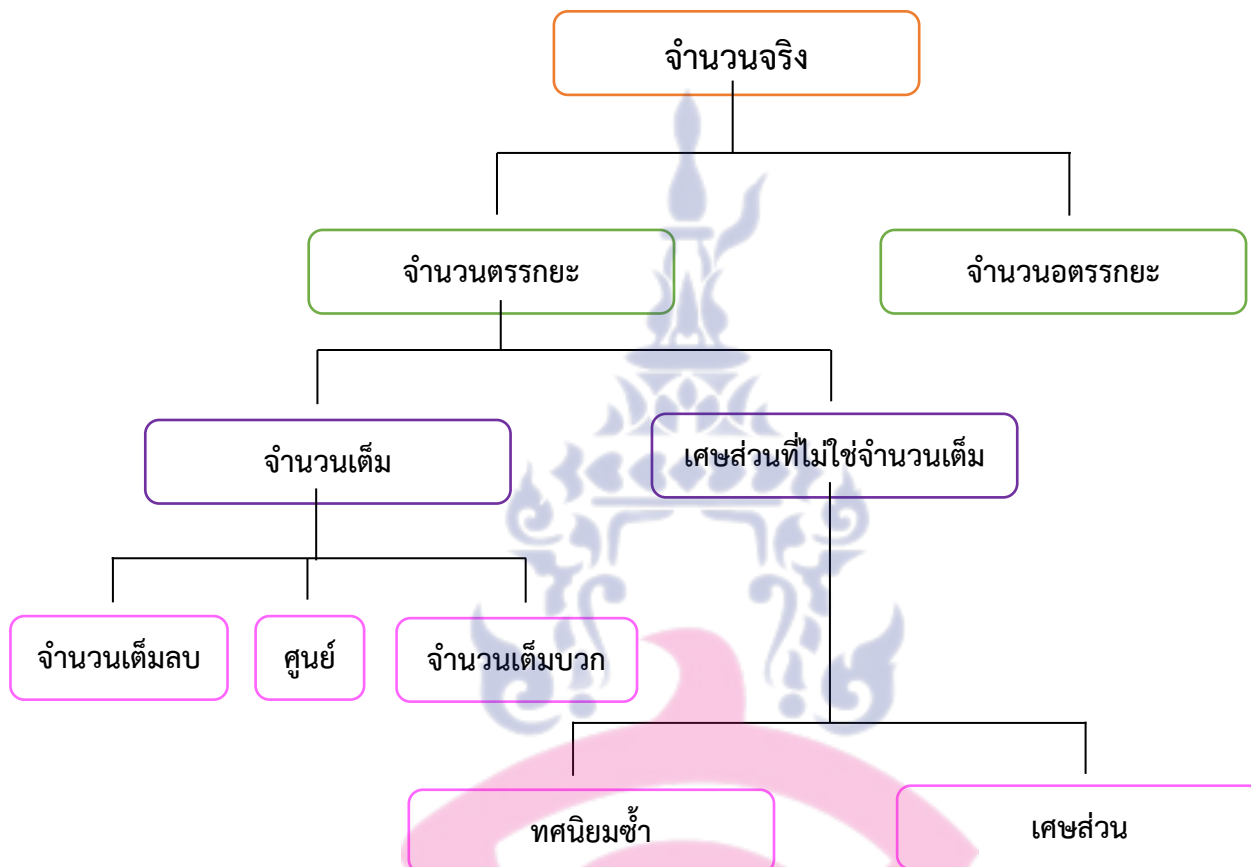 จำนวนจริง
จำนวนตรรกยะ
จำนวนอตรรกยะ
จำนวนเต็ม
เศษส่วนที่ไม่ใช่จำนวนเต็ม
จำนวนเต็มลบ
ศูนย์
จำนวนเต็มบวก
ทศนิยมซ้ำ
เศษส่วน